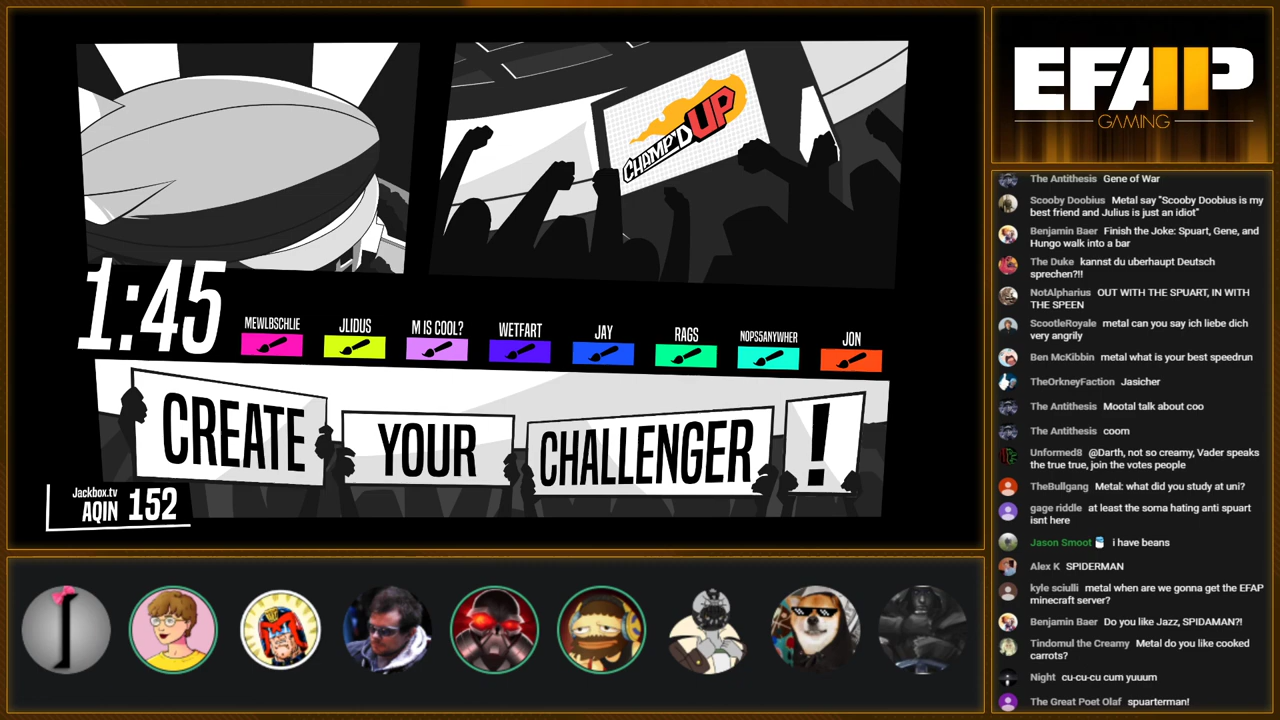 CHAMP'D UP
1:45
MEWLBSCHLIE
JLIDUS
M IS COOL?
WETFART
JAY
RAGS
NOPS5ANYWHER
JON
CREATE
YOUR
CHALLENGER
!
Jackbox.tv
AQIN 152
EFAP
GAMING
The Antithesis Gene of War
Scooby Doobius Metal say "Scooby Doobius is my
best friend and Julius is just an idiot"
Benjamin Baer Finish the Joke: Spuart, Gene, and
Hungo walk into a bar
The Duke kannst du uberhaupt Deutsch
sprechen?!!
NotAlpharius OUT WITH THE SPUART, IN WITH
THE SPEEN
ScootleRoyale metal can you say ich liebe dich
very angrily
Ben McKibbin metal what is your best speedrun
TheOrkneyFaction Jasicher
The Antithesis Mootal talk about coo
The Antithesis coom
Unformed8 @Darth, not so creamy, Vader speaks
the true true, join the votes people
TheBullgang Metal: what did you study at uni?
gage riddle at least the soma hating anti spuart
isnt here
Jason Smoot i have beans
Alex K SPIDERMAN
kyle sciulli metal when are we gonna get the EFAP
minecraft server?
Benjamin Baer Do you like Jazz, SPIDAMAN?!
Tindomul the Creamy Metal do you like cooked
carrots?
Night cu-cu-cu cum yuuum
The Great Poet Olaf spuarterman!